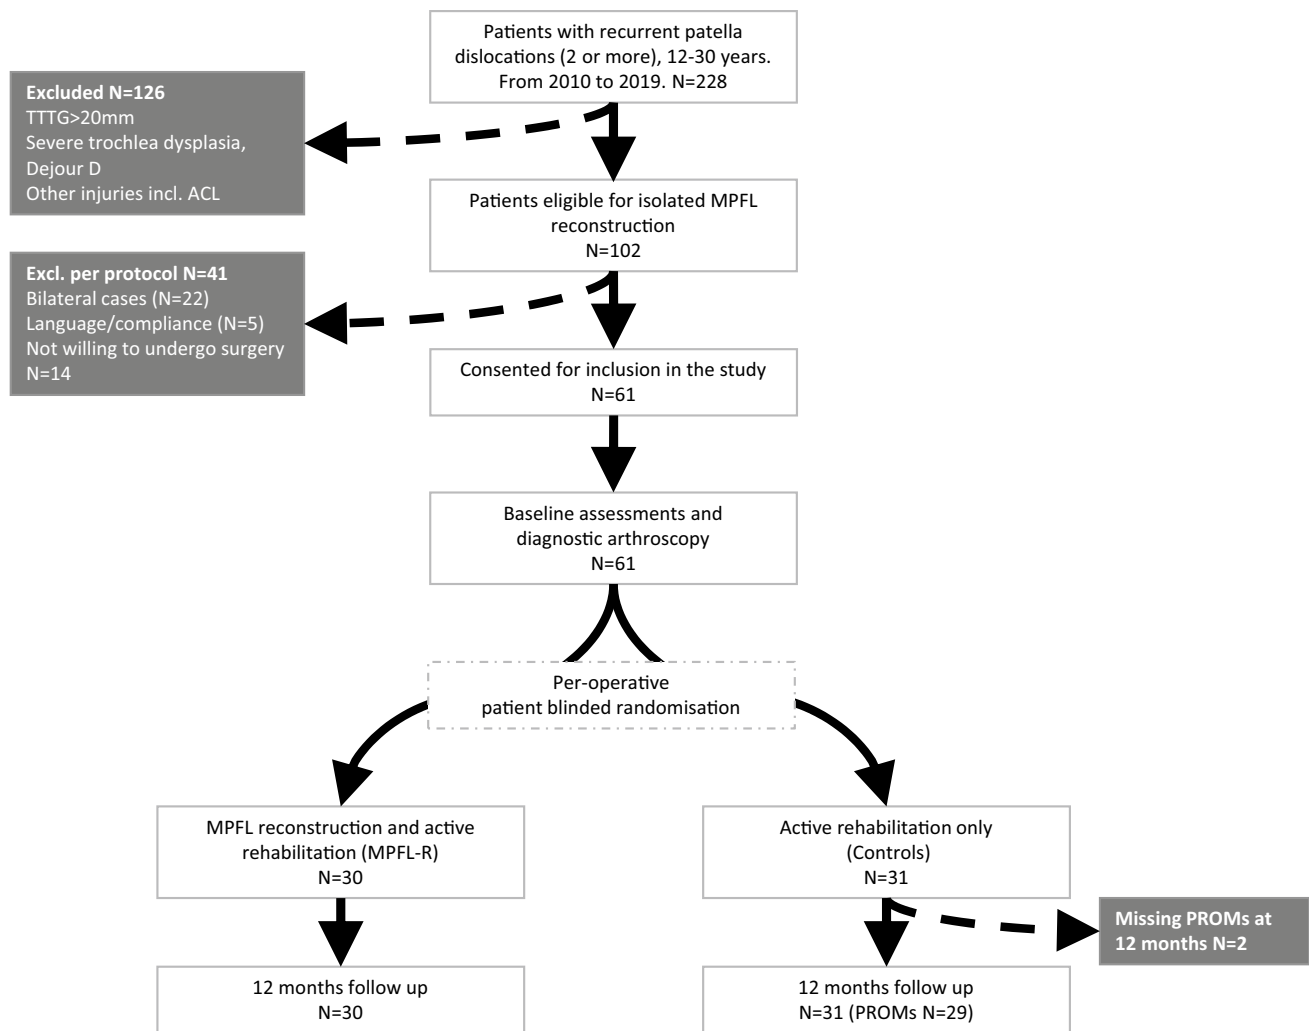 Patients with recurrent patella
dislocations (2 or more), 12-30 years.
From 2010 to 2019. N=228
Excluded N=126
TTTG>20mm
Severe trochlea dysplasia,
Dejour D
Other injuries incl. ACL
Patients eligible for isolated MPFL
reconstruction
N=102
Excl. per protocol N=41
Bilateral cases (N=22)
Language/compliance (N=5)
Not willing to undergo surgery
N=14
Consented for inclusion in the study
N=61
Baseline assessments and
diagnostic arthroscopy
N=61
Per-operative
patient blinded randomisation
MPFL reconstruction and active
rehabilitation (MPFL-R)
N=30
Active rehabilitation only
(Controls)
N=31
Missing PROMs at
12 months N=2
12 months follow up
N=30
12 months follow up
N=31 (PROMs N=29)